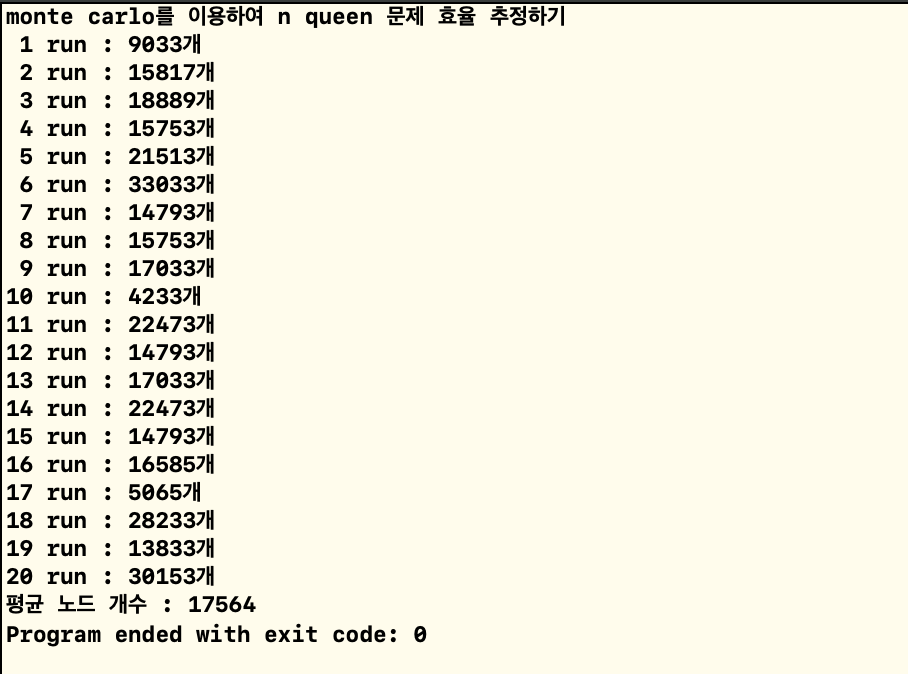 monte carlo를 이용하여 n queen 문제 효율 추정하기
1 run : 9033개
2 run : 15817개
3 run : 18889개
4 run : 15753개
5 run : 21513개
6 run : 33033개
7 run : 14793개
8 run : 15753개
9 run : 17033개
10 run : 4233개
11 run : 22473개
12 run : 14793개
13 run : 17033개
14 run : 22473개
15 run : 14793개
16 run : 16585개
17 run : 5065개
18 run : 28233개
19 run : 13833개
20 run : 30153개
평균 노드 개수 : 17564
Program ended with exit code: 0